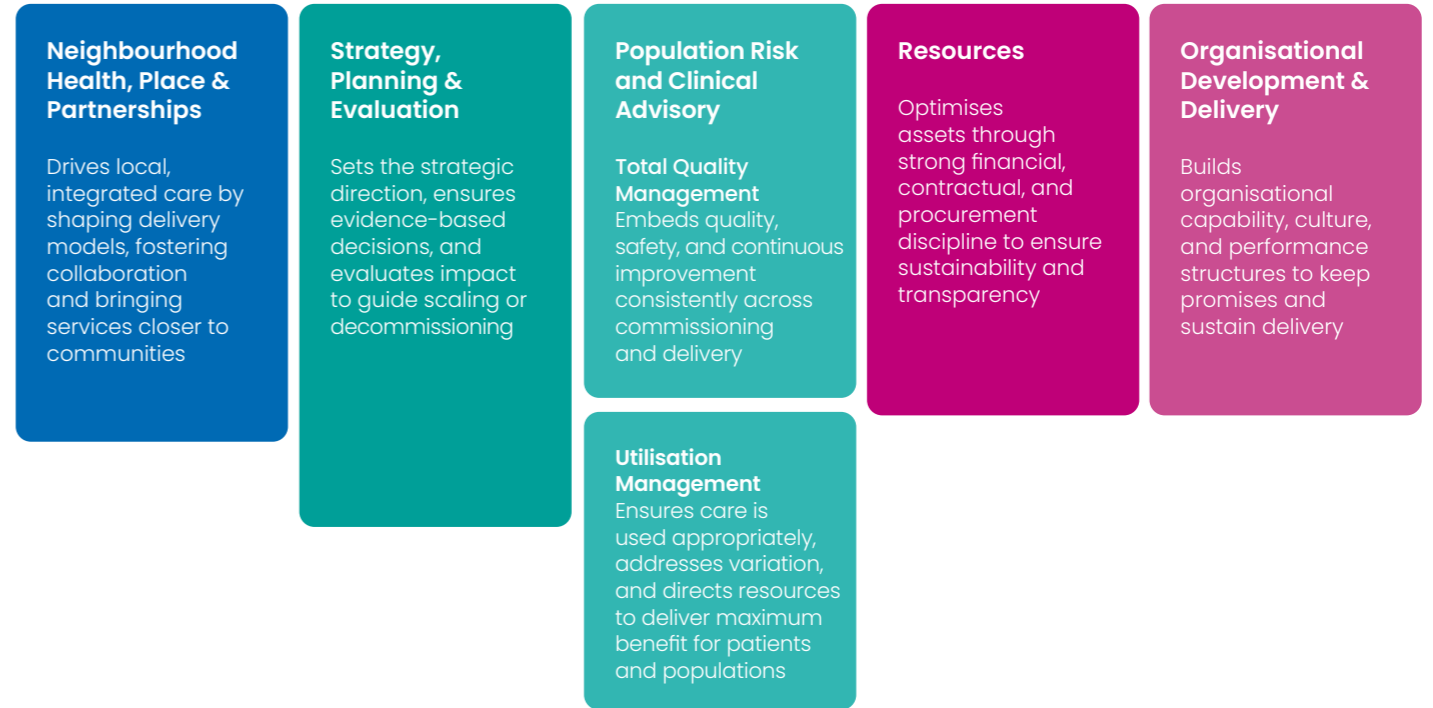 Neighbourhood
Health, Place &
Partnerships
Drives local,
integrated care by
shaping delivery
models, fostering
collaboration
and bringing
services closer to
communities
Strategy,
Planning &
Evaluation
Sets the strategic
direction, ensures
evidence-based
decisions, and
evaluates impact
to guide scaling or
decommissioning
Population Risk
and Clinical
Advisory
Total Quality
Management
Embeds quality,
safety, and continuous
improvement
consistently across
commissioning
and delivery
Utilisation
Management
Ensures care is
used appropriately,
addresses variation,
and directs resources
to deliver maximum
benefit for patients
and populations
Resources
Optimises
assets through
strong financial,
contractual, and
procurement
discipline to ensure
sustainability and
transparency
Organisational
Development &
Delivery
Builds
organisational
capability, culture,
and performance
structures to keep
promises and
sustain delivery